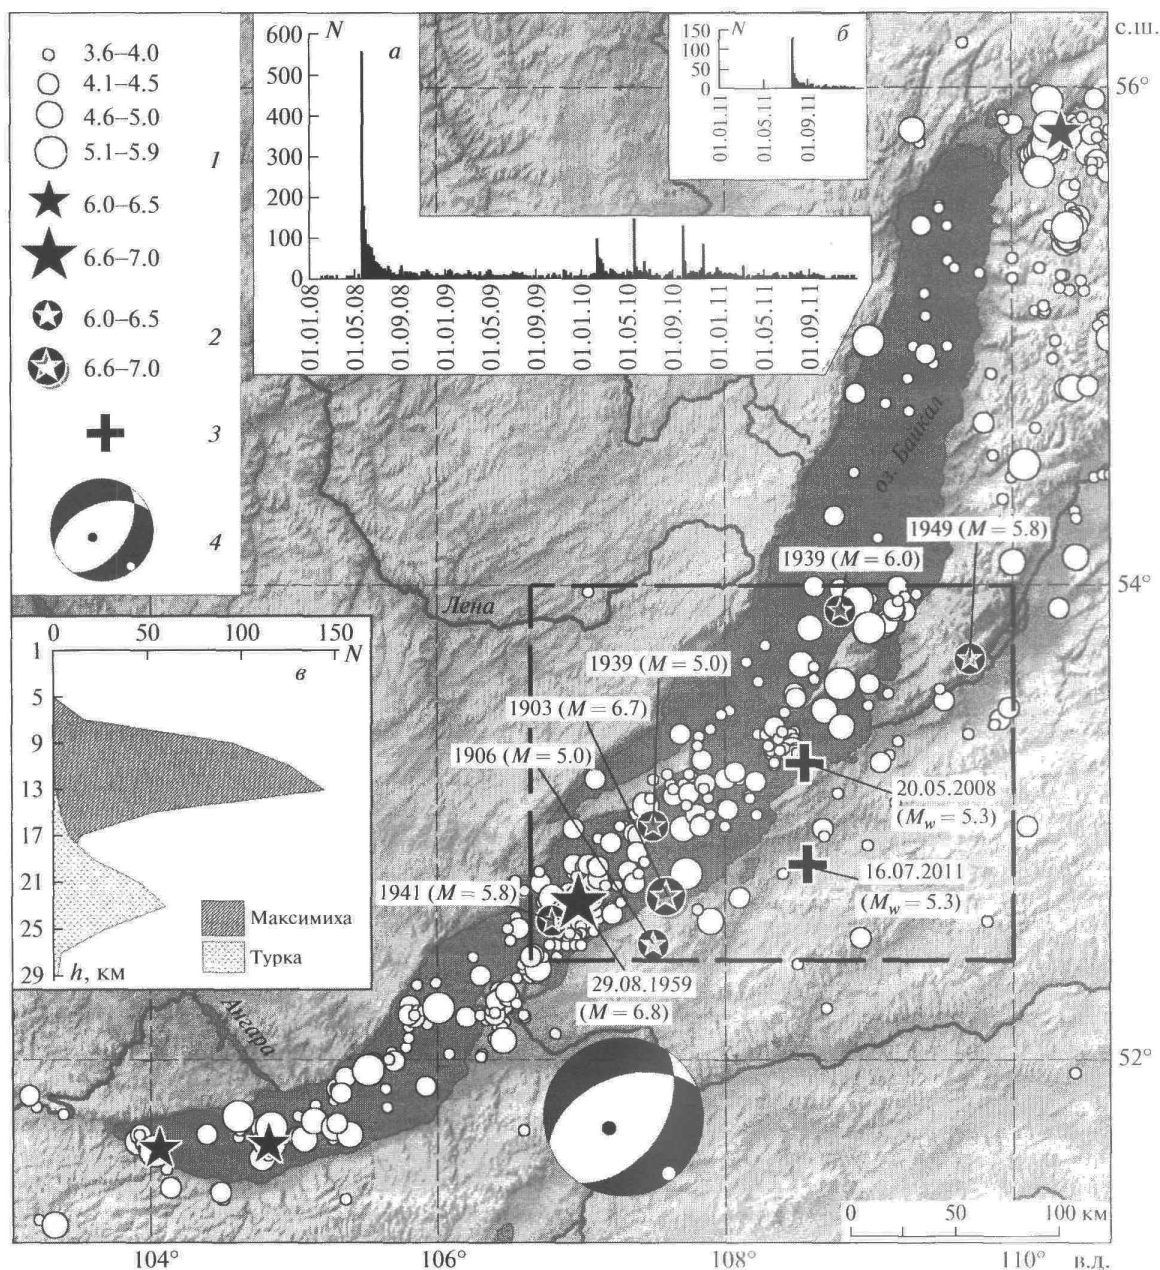 3.6–4.0
4.1–4.5
4.6–5.0
5.1–5.9
1
6.0–6.5
6.6–7.0
6.0–6.5
2
6.6–7.0
3
4
600
N
а
500
400
300
200
100
0
01.01.08
01.05.08
01.09.08
01.01.09
01.05.09
01.09.09
01.01.10
01.05.10
01.09.10
01.01.11
01.05.11
01.09.11
150
N
б
100
50
0
01.01.11
01.05.11
01.09.11
с.ш.
56°
оз. Байкал
1949 (M = 5.8)
1939 (M = 6.0)
54°
Лена
0 50 100 150
N
1
в
5
9
13
17
21
25
29
h, км
Максимиха
Турка
1939 (M = 5.0)
1903 (M = 6.7)
1906 (M = 5.0)
20.05.2008
(Mw = 5.3)
16.07.2011
(Mw = 5.3)
1941 (M = 5.8)
29.08.1959
(M = 6.8)
Ангара
52°
0 50 100 км
104° 106° 108° 110° в.д.